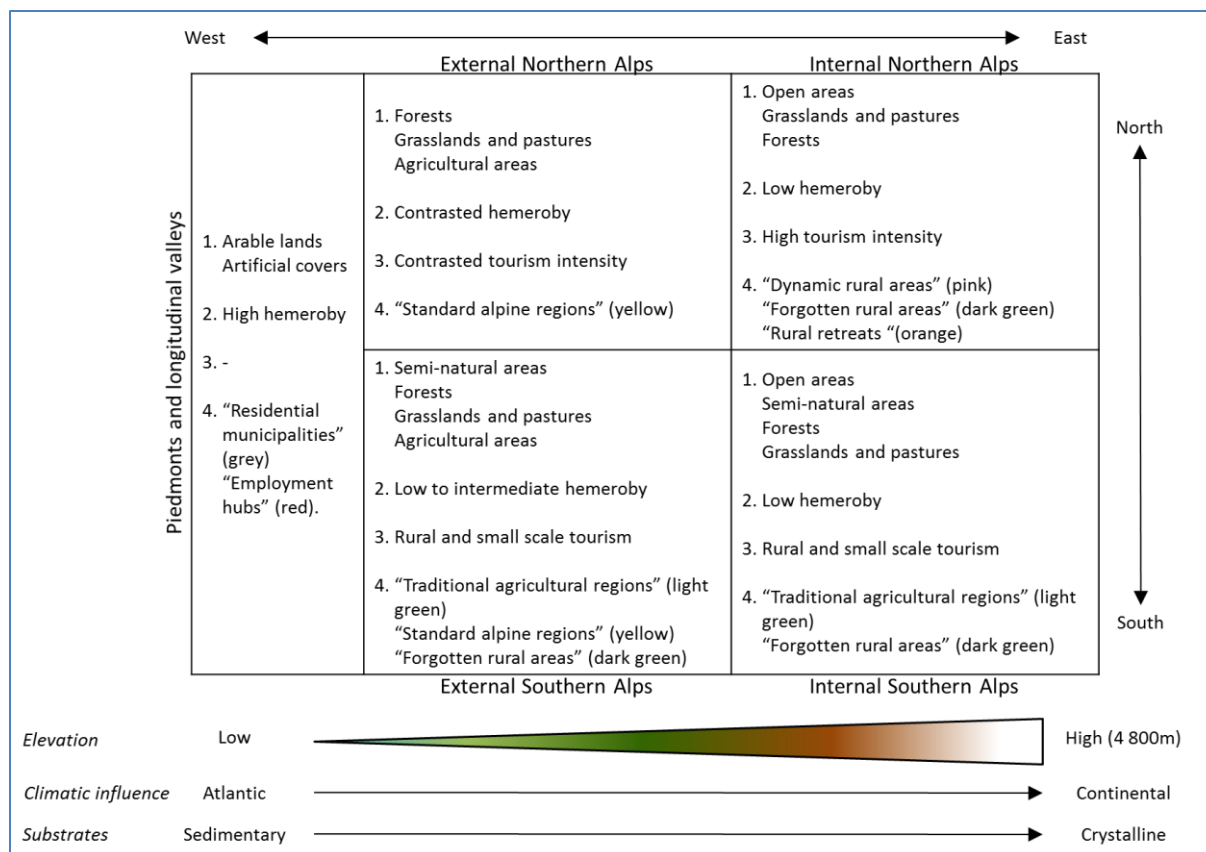 West East
External Northern Alps Internal Northern Alps
Piedmonts and longitudinal valleys
1. Arable lands
Artificial covers
2. High hemeroby
3. -
4. “Residential
municipalities”
(grey)
“Employment
hubs” (red).
1. Forests
Grasslands and pastures
Agricultural areas
2. Contrasted hemeroby
3. Contrasted tourism intensity
4. “Standard alpine regions” (yellow)
1. Open areas
Grasslands and pastures
Forests
2. Low hemeroby
3. High tourism intensity
4. “Dynamic rural areas” (pink)
“Forgotten rural areas” (dark green)
“Rural retreats “(orange)
North
1. Semi-natural areas
Forests
Grasslands and pastures
Agricultural areas
2. Low to intermediate hemeroby
3. Rural and small scale tourism
4. “Traditional agricultural regions” (light
green)
“Standard alpine regions” (yellow)
“Forgotten rural areas” (dark green)
1. Open areas
Semi-natural areas
Forests
Grasslands and pastures
2. Low hemeroby
3. Rural and small scale tourism
4. “Traditional agricultural regions” (light
green)
“Forgotten rural areas” (dark green)
South
External Southern Alps Internal Southern Alps
Elevation Low High (4 800m)
Climatic influence Atlantic Continental
Substrates Sedimentary Crystalline